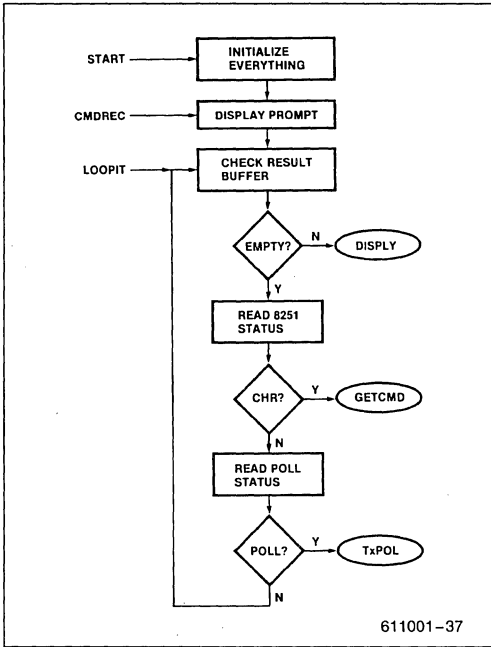 START
INITIALIZE
EVERYTHING
CMDREC
DISPLAY PROMPT
LOOPIT
CHECK RESULT
BUFFER
EMPTY?
N
DISPLY
Y
READ 8251
STATUS
CHR?
Y
GETCMD
N
READ POLL
STATUS
POLL?
Y
TxPOL
N
611001–37